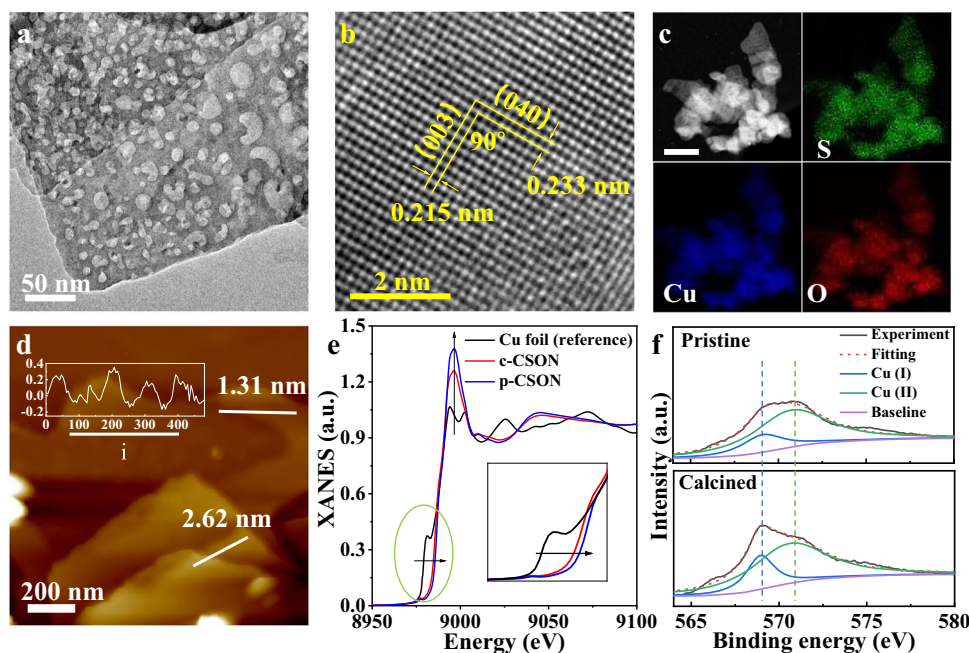 a
50 nm
b
(003)
(040)
90°
0.215 nm
0.233 nm
2 nm
c
S
Cu
O
d
0.4
0.2
0.0
-0.2
0 100 200 300 400
i
1.31 nm
2.62 nm
200 nm
e
Cu foil (reference)
c-CSON
p-CSON
XANES (a.u.)
1.5
1.2
0.9
0.6
0.3
0.0
8950 9000 9050 9100
Energy (eV)
f
Pristine
Experiment
Fitting
Cu (I)
Cu (II)
Baseline
Calcined
Intensity (a.u.)
565 570 575 580
Binding energy (eV)